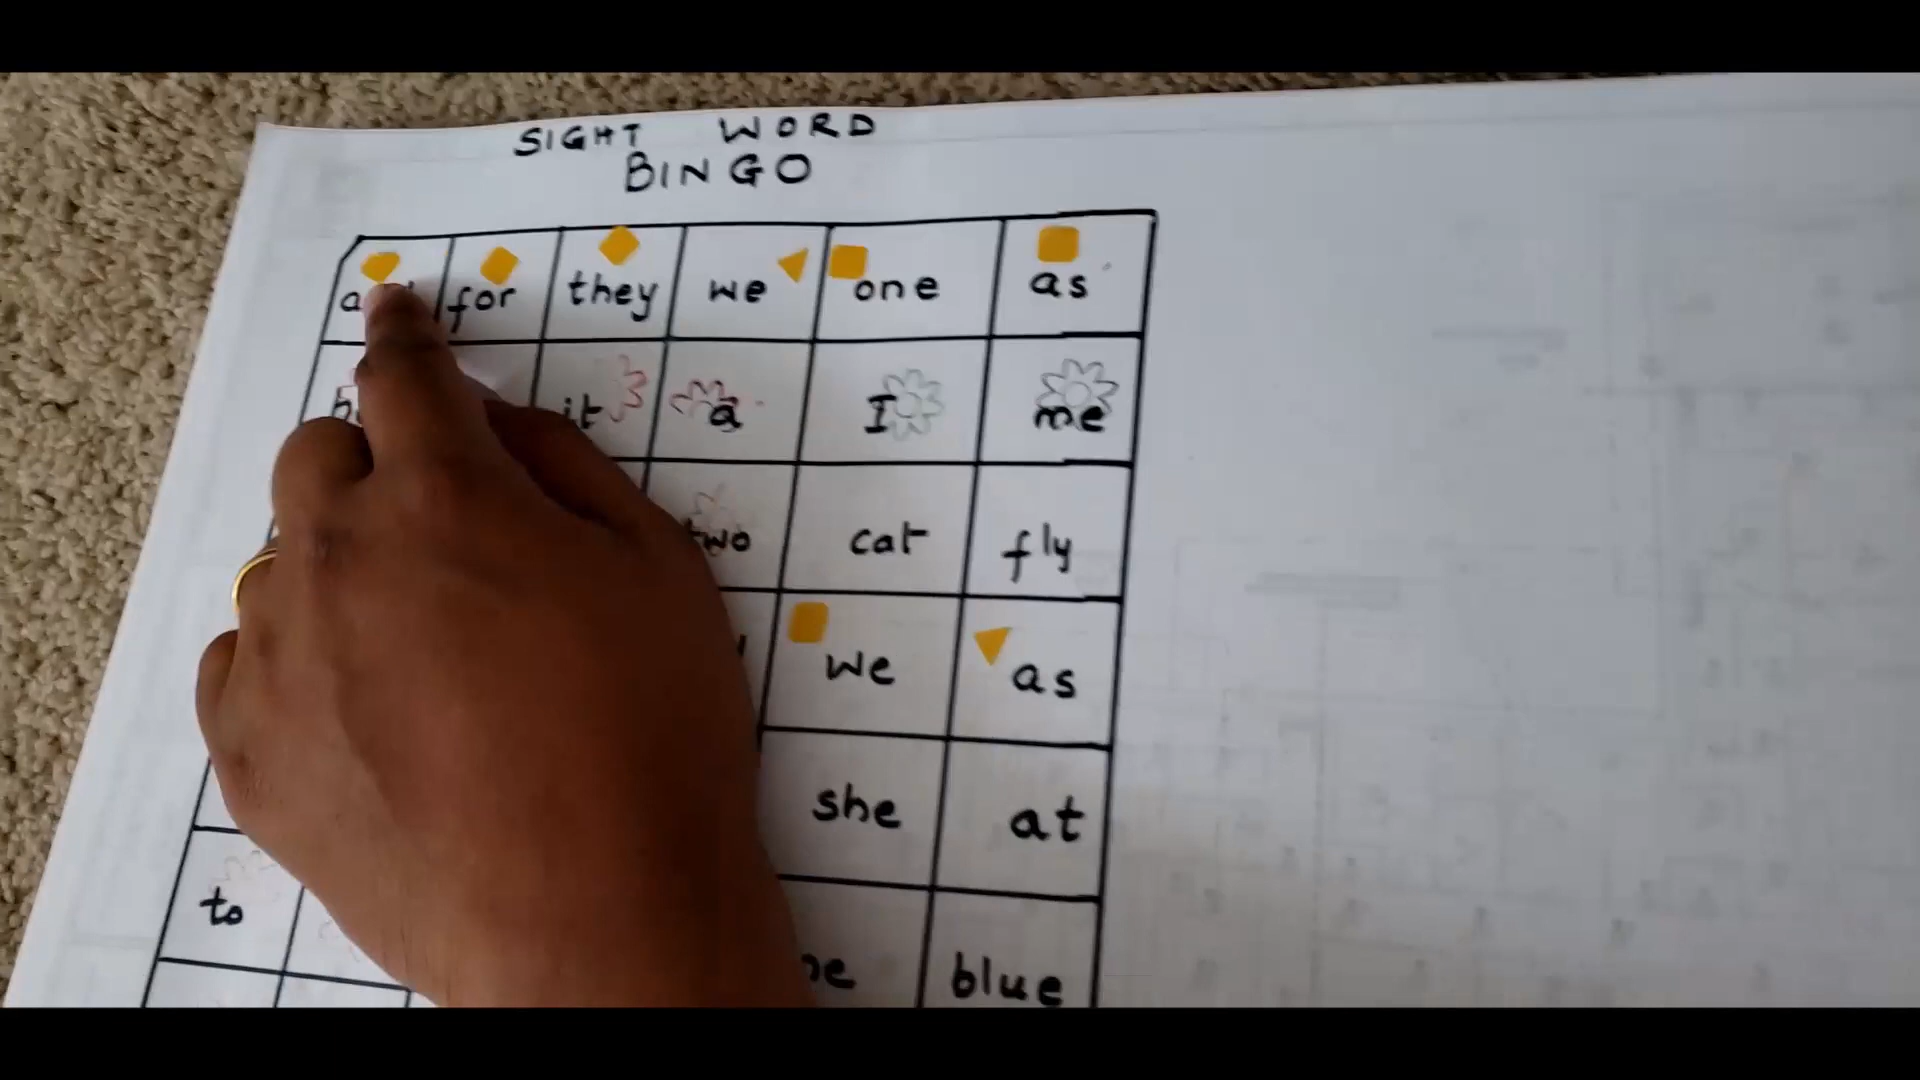 SIGHT WORD
BINGO
for they we one as
it a I me
two cat fly
we as
she at
to blue